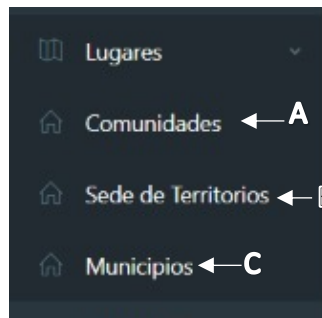 Lugares
Comunidades A
Sede de Territorios
Municipios C